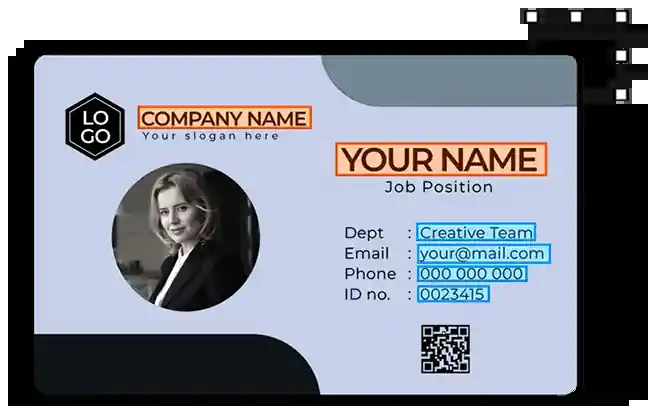 LO
GO
COMPANY NAME
Your slogan here
YOUR NAME
Job Position
Dept : Creative Team
Email : your@mail.com
Phone : 000 000 000
ID no. : 0023415